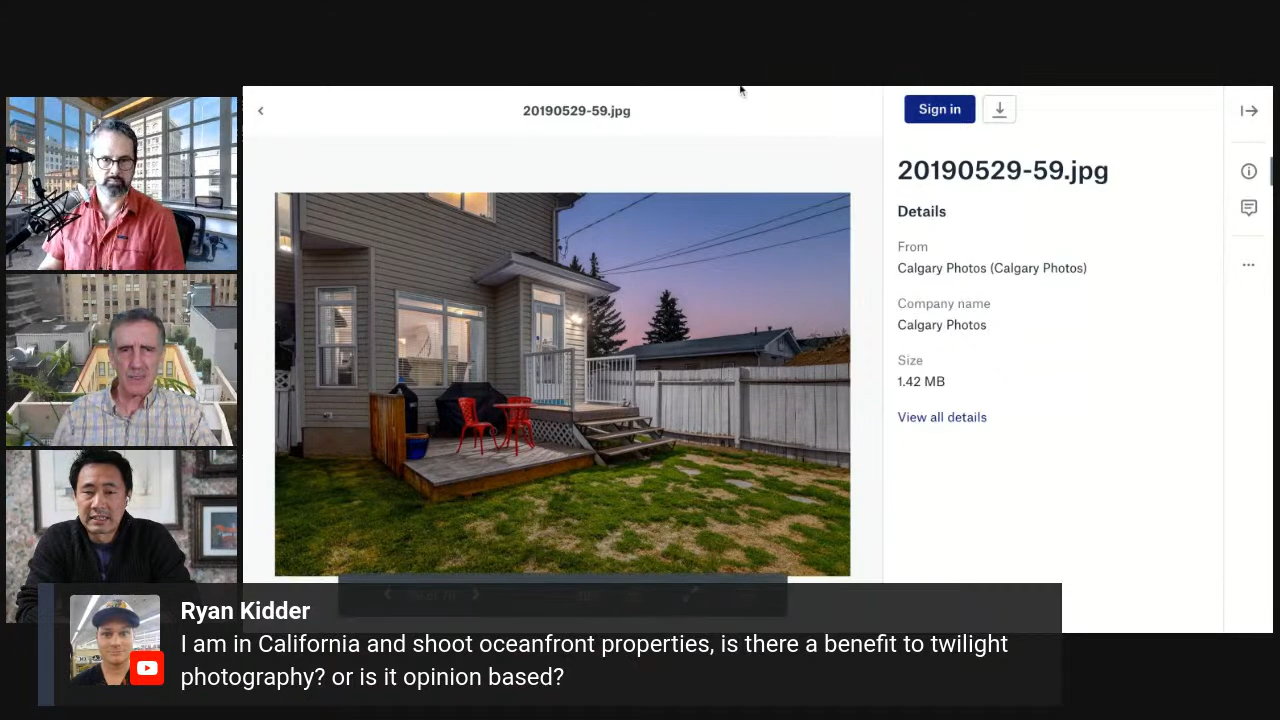 20190529-59.jpg
Sign in
20190529-59.jpg
Details
From
Calgary Photos (Calgary Photos)
Company name
Calgary Photos
Size
1.42 MB
View all details
Ryan Kidder
I am in California and shoot oceanfront properties, is there a benefit to twilight
photography? or is it opinion based?